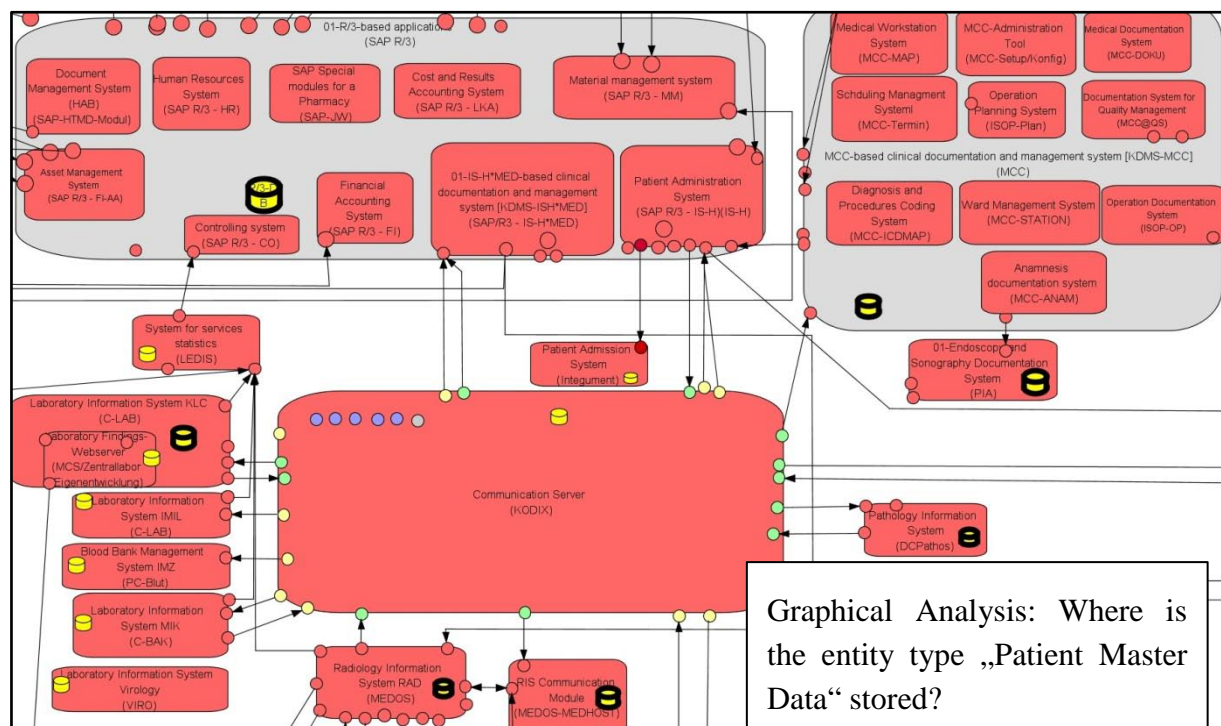 01-R/3-based applications
(SAP R/3)
Document
Management System
(HAB)
(SAP-HTMD-Modul)
Human Resources
System
(SAP R/3 - HR)
SAP Special
modules for a
Pharmacy
(SAP-JW)
Cost and Results
Accounting System
(SAP R/3 - LKA)
Material management system
(SAP R/3 - MM)
Asset Management
System
(SAP R/3 - FI-AA)
B
Controlling system
(SAP R/3 - CO)
Financial
Accounting
System
(SAP R/3 - FI)
01-IS-H*MED-based clinical
documentation and management
system [KDMS-ISH*MED]
(SAP/R3 - IS-H*MED)
Patient Administration
System
(SAP R/3 - IS-H)(IS-H)
Medical Workstation
System
(MCC-MAP)
MCC-Administration
Tool
(MCC-Setup/Konfig)
Medical Documentation
System
(MCC-DOKU)
Schduling Managment
Systeml
(MCC-Termin)
Operation
Planning System
(ISOP-Plan)
Documentation System for
Quality Management
(MCC@QS)
MCC-based clinical documentation and management system [KDMS-MCC]
(MCC)
Diagnosis and
Procedures Coding
System
(MCC-ICDMAP)
Ward Management System
(MCC-STATION)
Operation Documentation
System
(ISOP-OP)
Anamnesis
documentation system
(MCC-ANAM)
System for services
statistics
(LEDIS)
Patient Admission
System
(Integument)
01-Endoscopy and
Sonography Documentation
System
(PIA)
Laboratory Information System KLC
(C-LAB)
Laboratory Findings-
Webserver
(MCS/Zentrallabor
Eigenentwicklung)
Laboratory Information
System IMIL
(C-LAB)
Blood Bank Management
System IMZ
(PC-Blut)
Laboratory Information
System MIK
(C-BAK)
Laboratory Information System
Virology
(VIRO)
Communication Server
(KODIX)
Pathology Information
System
(DCPathos)
Radiology Information
System RAD
(MEDOS)
RIS Communication
Module
(MEDOS-MEDHOST)
Graphical Analysis: Where is
the entity type „Patient Master
Data“ stored?